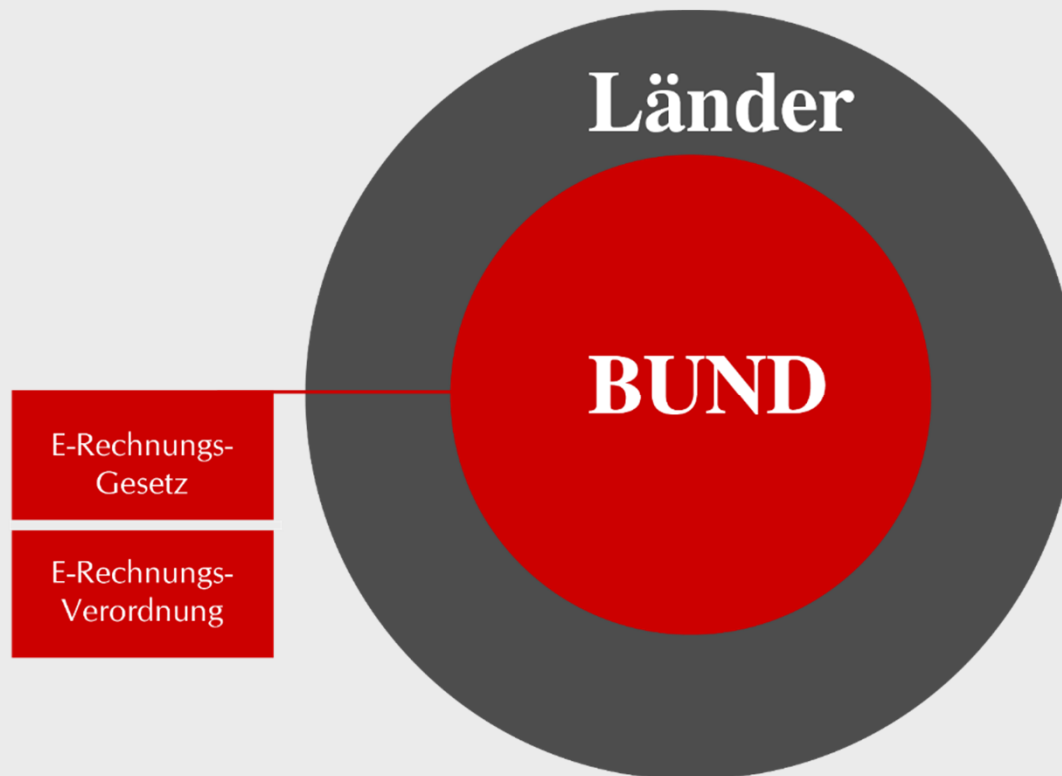 Länder
BUND
E-Rechnungs-
Gesetz
E-Rechnungs-
Verordnung